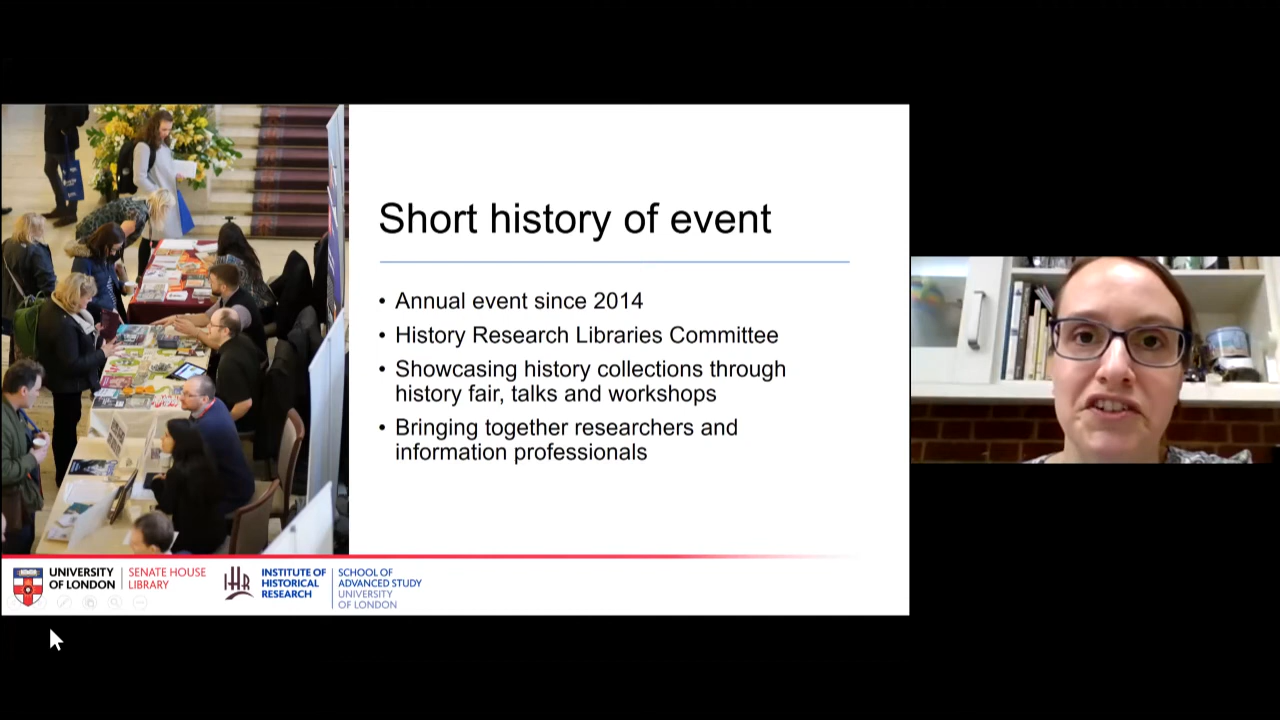 Short history of event
• Annual event since 2014
• History Research Libraries Committee
• Showcasing history collections through
history fair, talks and workshops
• Bringing together researchers and
information professionals
UNIVERSITY
OF LONDON
SENATE HOUSE
LIBRARY
IHR
INSTITUTE OF
HISTORICAL
RESEARCH
SCHOOL OF
ADVANCED STUDY
UNIVERSITY
OF LONDON